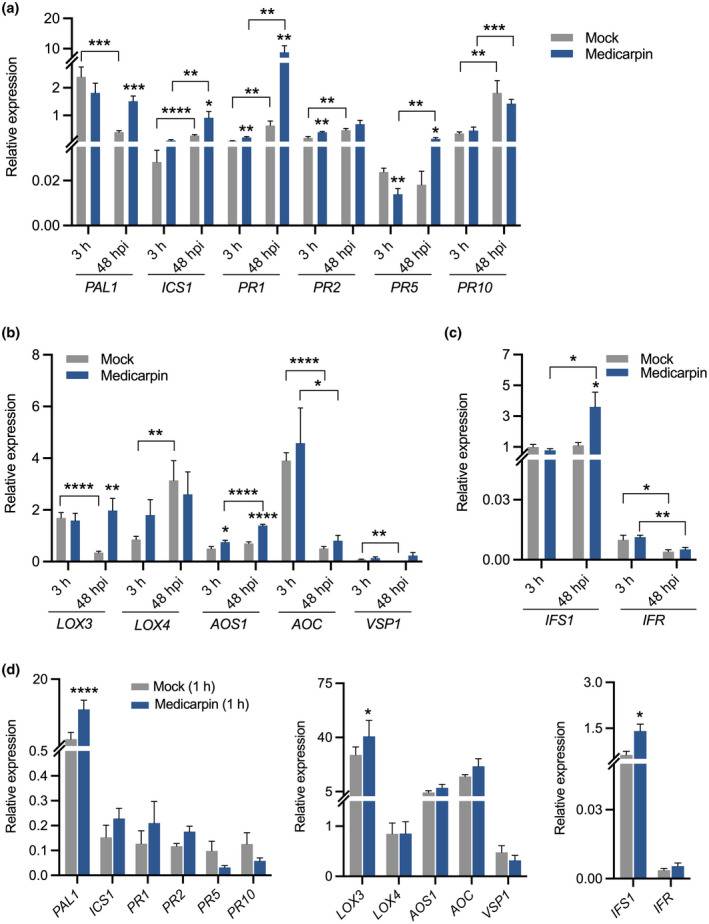 (a)
Relative expression
20
10
2
1
0.02
0.00
*** *** **** ** * ** ** ** ** ** ** ** ** * ** ***
Mock
Medicarpin
3 h 48 hpi 3 h 48 hpi 3 h 48 hpi 3 h 48 hpi 3 h 48 hpi 3 h 48 hpi
PAL1 ICS1 PR1 PR2 PR5 PR10
(b)
Relative expression
8
6
4
2
0
Mock
Medicarpin
**** ** ** * **** **** **** * **
3 h 48 hpi 3 h 48 hpi 3 h 48 hpi 3 h 48 hpi 3 h 48 hpi
LOX3 LOX4 AOS1 AOC VSP1
(c)
Relative expression
7
5
3
1
0.03
0.00
Mock
Medicarpin
* * * **
3 h 48 hpi 3 h 48 hpi
IFS1 IFR
(d)
Relative expression
20
0.5
0.4
0.3
0.2
0.1
0.0
****
Mock (1 h)
Medicarpin (1 h)
PAL1 ICS1 PR1 PR2 PR5 PR10
Relative expression
75
40
5
1
0
*
LOX3 LOX4 AOS1 AOC VSP1
Relative expression
3.0
1.5
0.03
0.00
*
IFS1 IFR